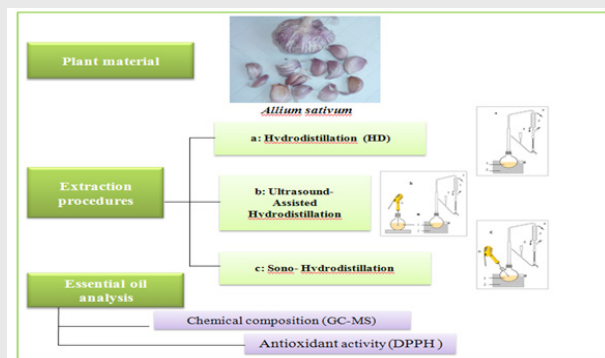 Plant material
Allium sativum
a: Hydrodistillation (HD)
Extraction
procedures
b: Ultrasound-
Assisted
Hydrodistillation
c: Sono- Hydrodistillation
Essential oil
analysis
Chemical composition (GC-MS)
Antioxidant activity (DPPH )